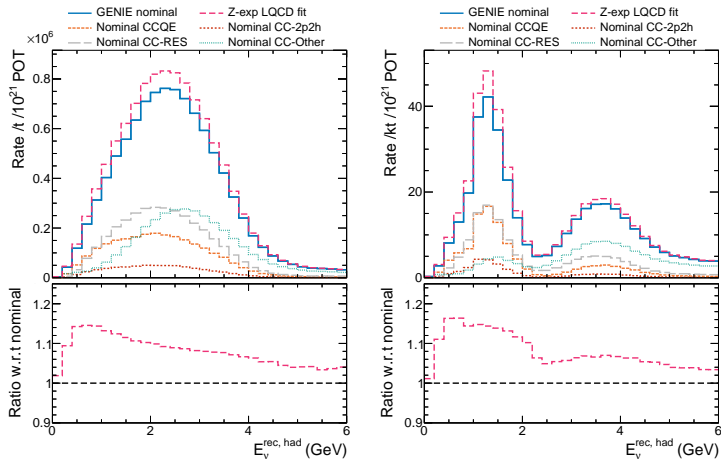 GENIE nominal
Z-exp LQCD fit
Nominal CCQE
Nominal CC-2p2h
Nominal CC-RES
Nominal CC-Other
×10⁶
Rate /t /10²¹ POT
0.8
0.6
0.4
0.2
0
Ratio w.r.t nominal
1.2
1.1
1
0.9
0 2 4 6
E_ν^rec, had (GeV)
GENIE nominal
Z-exp LQCD fit
Nominal CCQE
Nominal CC-2p2h
Nominal CC-RES
Nominal CC-Other
Rate /kt /10²¹ POT
40
20
0
Ratio w.r.t nominal
1.2
1.1
1
0.9
0 2 4 6
E_ν^rec, had (GeV)